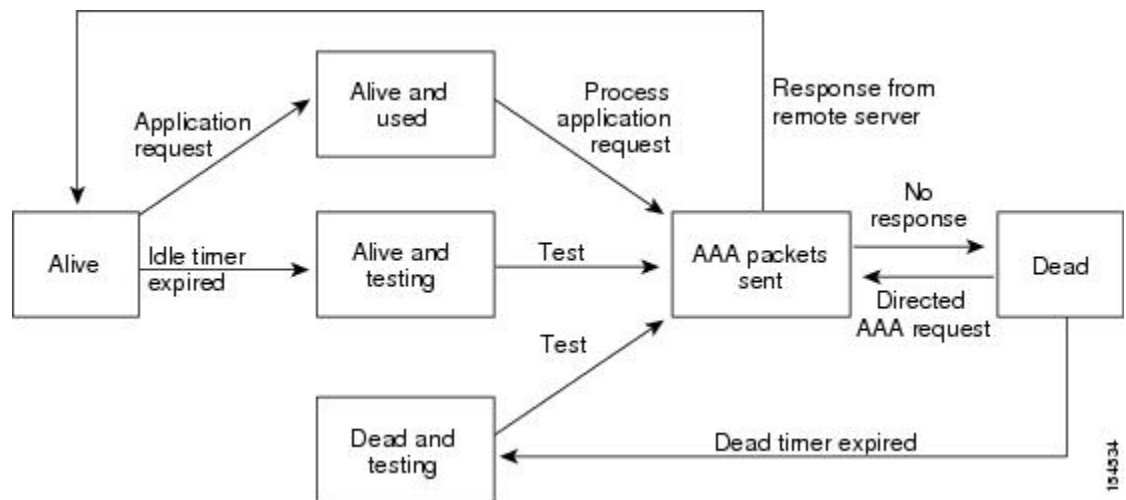 Alive and
used
Application
request
Process
application
request
Response from
remote server
Alive
Idle timer
expired
Alive and
testing
Test
AAA packets
sent
No
response
Dead
Directed
AAA request
Test
Dead and
testing
Dead timer expired
154534